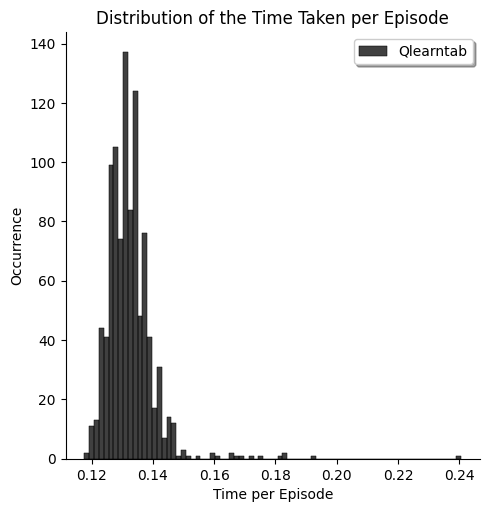 Distribution of the Time Taken per Episode
Qlearntab
140
120
100
80
60
40
20
0
Occurrence
0.12 0.14 0.16 0.18 0.20 0.22 0.24
Time per Episode